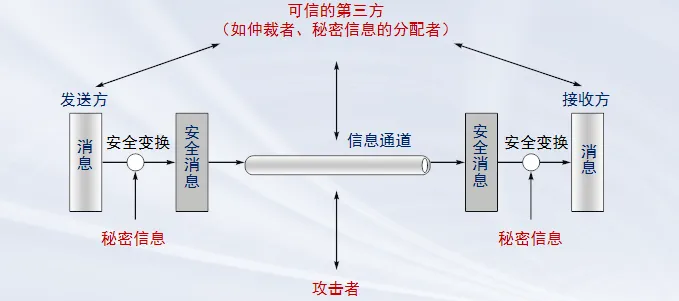 可信的第三方
（如仲裁者、秘密信息的分配者）
发送方
接收方
消息
安全变换
安全消息
信息通道
安全消息
安全变换
消息
秘密信息
秘密信息
攻击者